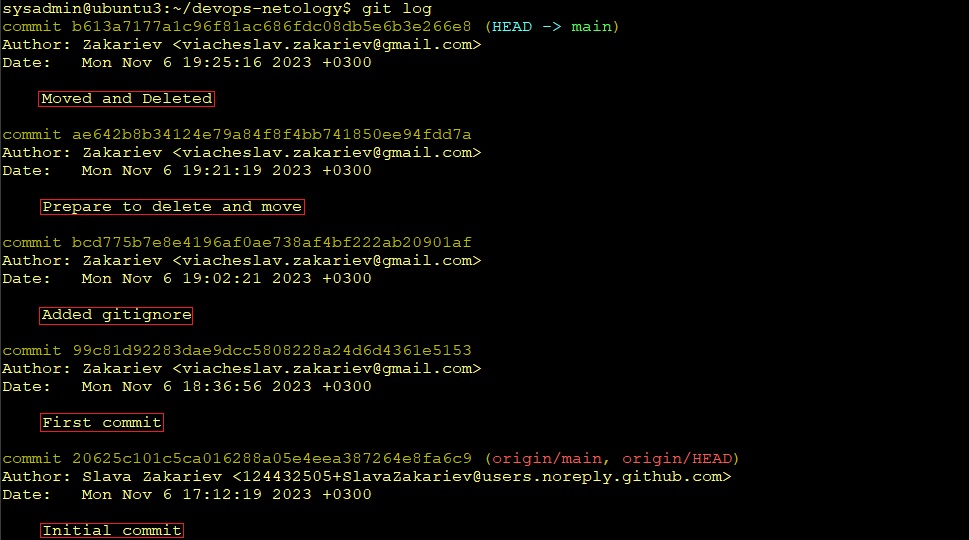 sysadmin@ubuntu3:~/devops-netology$ git log
commit b613a7177a1c96f81ac686fdc08db5e6b3e266e8 (HEAD -> main)
Author: Zakariev <viacheslav.zakariev@gmail.com>
Date:   Mon Nov 6 19:25:16 2023 +0300
Moved and Deleted
commit ae642b8b34124e79a84f8f4bb741850ee94fdd7a
Author: Zakariev <viacheslav.zakariev@gmail.com>
Date:   Mon Nov 6 19:21:19 2023 +0300
Prepare to delete and move
commit bcd775b7e8e4196af0ae738af4bf222ab20901af
Author: Zakariev <viacheslav.zakariev@gmail.com>
Date:   Mon Nov 6 19:02:21 2023 +0300
Added gitignore
commit 99c81d92283dae9dcc5808228a24d6d4361e5153
Author: Zakariev <viacheslav.zakariev@gmail.com>
Date:   Mon Nov 6 18:36:56 2023 +0300
First commit
commit 20625c101c5ca016288a05e4eea387264e8fa6c9 (origin/main, origin/HEAD)
Author: Slava Zakariev <124432505+SlavaZakariev@users.noreply.github.com>
Date:   Mon Nov 6 17:12:19 2023 +0300
Initial commit